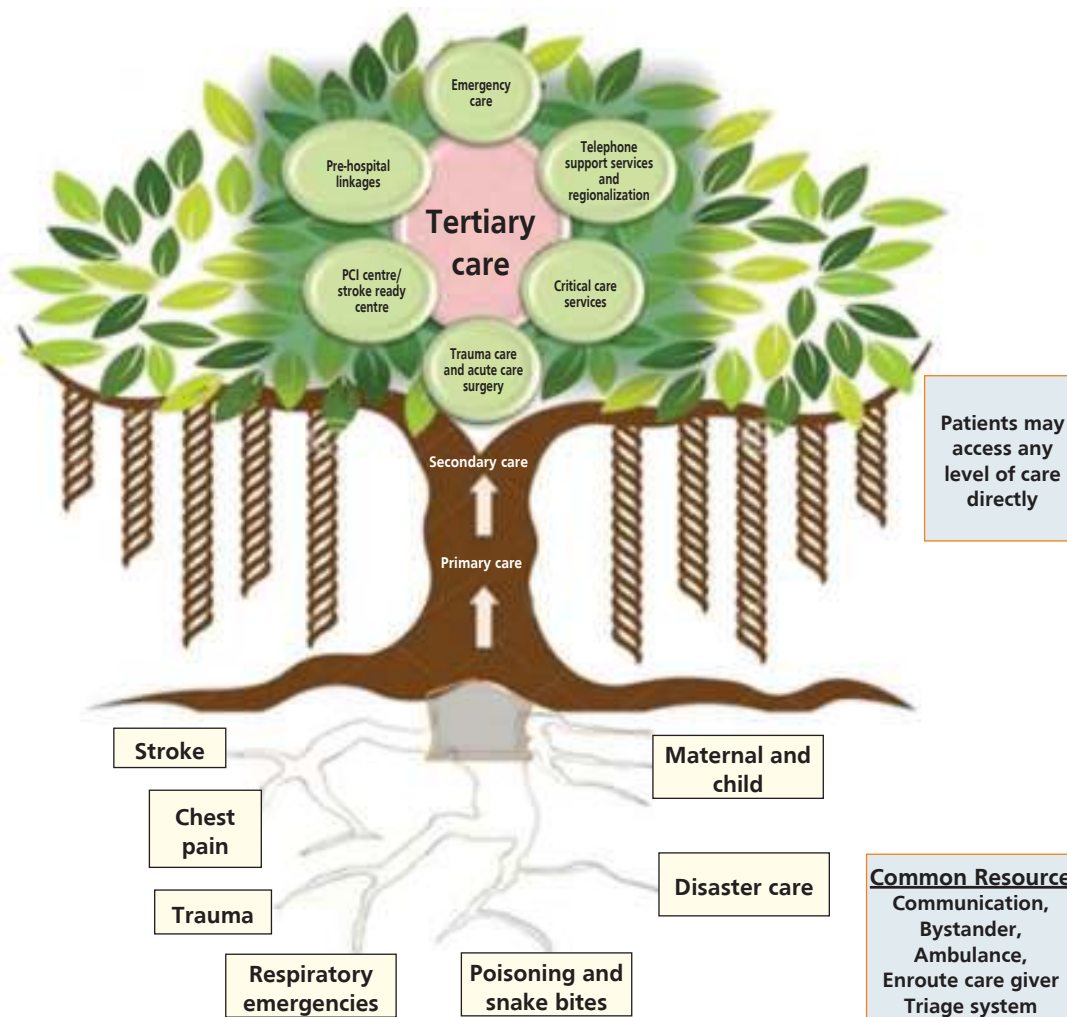 Emergency
care
Pre-hospital
linkages
Telephone
support services
and
regionalization
Tertiary
care
PCI centre/
stroke ready
centre
Critical care
services
Trauma care
and acute care
surgery
Patients may
access any
level of care
directly
Secondary care
Primary care
Stroke
Maternal and
child
Chest
pain
Disaster care
Trauma
Respiratory
emergencies
Poisoning and
snake bites
Common Resource
Communication,
Bystander,
Ambulance,
Enroute care giver
Triage system